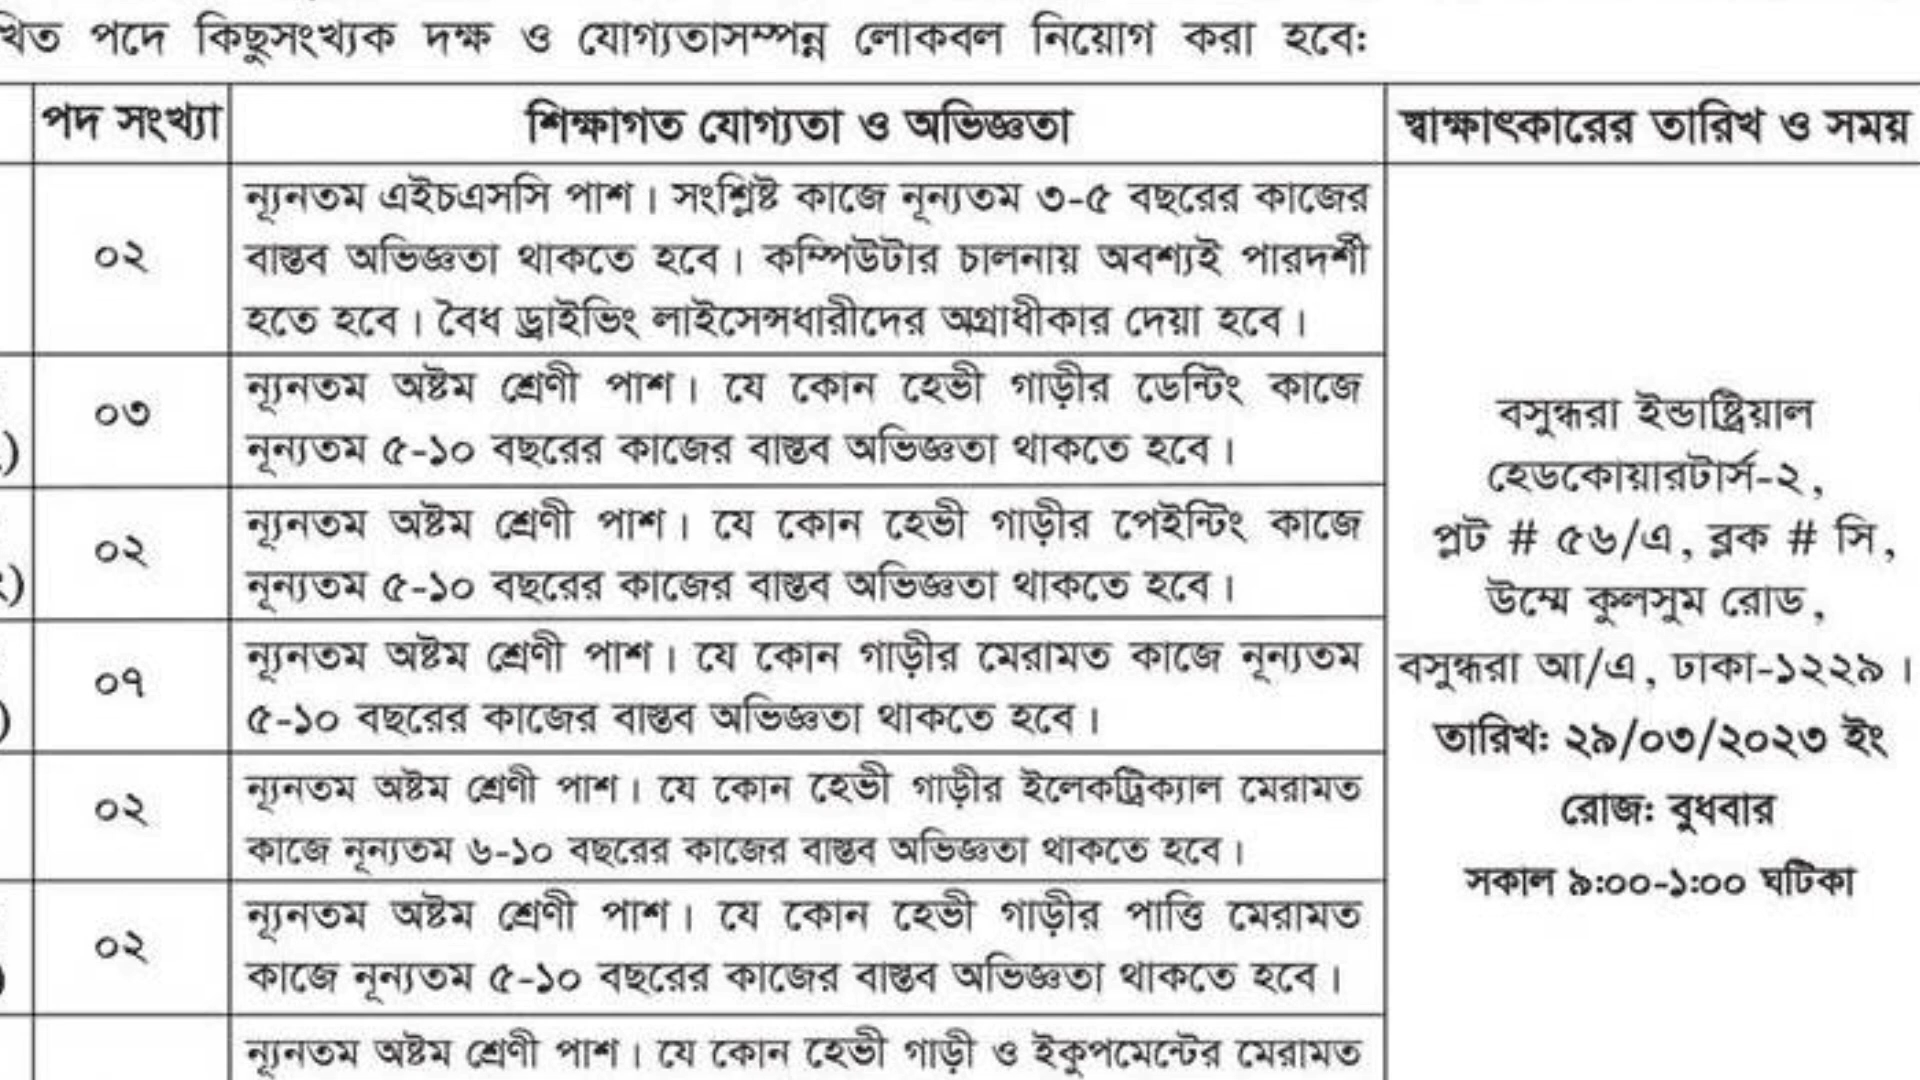 পদে কিছুসংখ্যক দক্ষ ও যোগ্যতাসম্পন্ন লোকবল নিয়োগ করা হবে:
পদ সংখ্যা
শিক্ষাগত যোগ্যতা ও অভিজ্ঞতা
স্বাক্ষাৎকারের তারিখ ও সময়
০২
ন্যূনতম এইচএসসি পাশ। সংশ্লিষ্ট কাজে নূন্যতম ৩-৫ বছরের কাজের
বাস্তব অভিজ্ঞতা থাকতে হবে। কম্পিউটার চালনায় অবশ্যই পারদর্শী
হতে হবে। বৈধ ড্রাইভিং লাইসেন্সধারীদের অগ্রাধীকার দেয়া হবে।
০৩
ন্যূনতম অষ্টম শ্রেণী পাশ। যে কোন হেভী গাড়ীর ডেন্টিং কাজে
নূন্যতম ৫-১০ বছরের কাজের বাস্তব অভিজ্ঞতা থাকতে হবে।
০২
ন্যূনতম অষ্টম শ্রেণী পাশ। যে কোন হেভী গাড়ীর পেইন্টিং কাজে
নূন্যতম ৫-১০ বছরের কাজের বাস্তব অভিজ্ঞতা থাকতে হবে।
০৭
ন্যূনতম অষ্টম শ্রেণী পাশ। যে কোন গাড়ীর মেরামত কাজে নূন্যতম
৫-১০ বছরের কাজের বাস্তব অভিজ্ঞতা থাকতে হবে।
০২
ন্যূনতম অষ্টম শ্রেণী পাশ। যে কোন হেভী গাড়ীর ইলেকট্রিক্যাল মেরামত
কাজে নূন্যতম ৬-১০ বছরের কাজের বাস্তব অভিজ্ঞতা থাকতে হবে।
০২
ন্যূনতম অষ্টম শ্রেণী পাশ। যে কোন হেভী গাড়ীর পাত্তি মেরামত
কাজে নূন্যতম ৫-১০ বছরের কাজের বাস্তব অভিজ্ঞতা থাকতে হবে।
ন্যূনতম অষ্টম শ্রেণী পাশ। যে কোন হেভী গাড়ী ও ইকুপমেন্টের মেরামত
বসুন্ধরা ইন্ডাষ্ট্রিয়াল
হেডকোয়ারটার্স-২,
প্লট # ৫৬/এ, ব্লক # সি,
উম্মে কুলসুম রোড,
বসুন্ধরা আ/এ, ঢাকা-১২২৯।
তারিখ: ২৯/০৩/২০২৩ ইং
রোজ: বুধবার
সকাল ৯:০০-১:০০ ঘটিকা